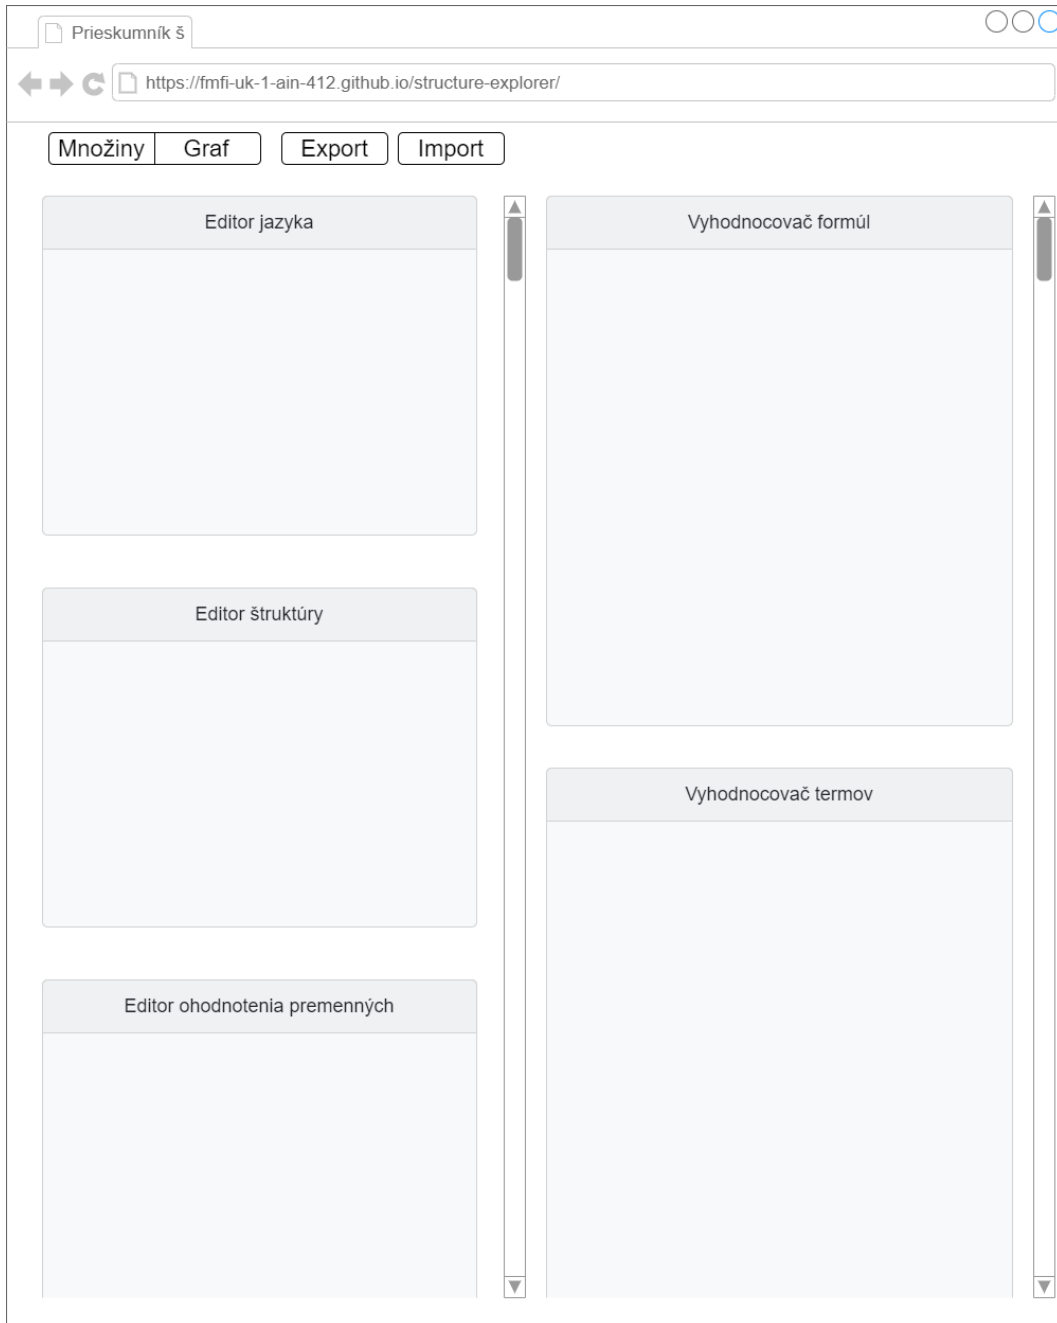 Prieskumník š
https://fmfi-uk-1-ain-412.github.io/structure-explorer/
Množiny Graf Export Import
Editor jazyka
Editor štruktúry
Editor ohodnotenia premenných
Vyhodnocovač formúl
Vyhodnocovač termov